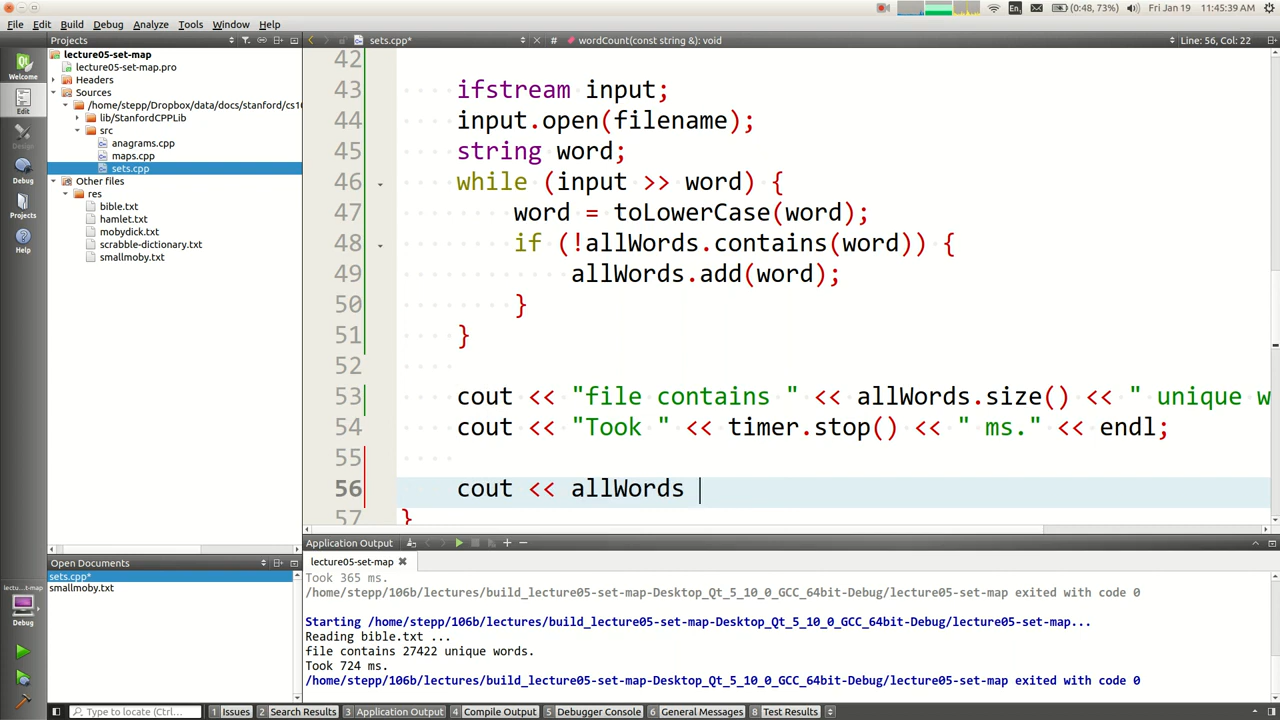 En, (0:48, 73%) Fri Jan 19 11:45:39 AM
File Edit Build Debug Analyze Tools Window Help
Projects
sets.cpp* # wordCount(const string &): void Line: 56, Col: 22
Welcome
Edit
Design
Debug
Projects
Help
lecture05-set-map
lecture05-set-map.pro
Headers
Sources
/home/stepp/Dropbox/data/docs/stanford/cs10
lib/StanfordCPPLib
src
anagrams.cpp
maps.cpp
sets.cpp
Other files
res
bible.txt
hamlet.txt
mobydick.txt
scrabble-dictionary.txt
smallmoby.txt
42
43 ifstream input;
44 input.open(filename);
45 string word;
46 while (input >> word) {
47 word = toLowerCase(word);
48 if (!allWords.contains(word)) {
49 allWords.add(word);
50 }
51 }
52
53 cout << "file contains " << allWords.size() << " unique w
54 cout << "Took " << timer.stop() << " ms." << endl;
55
56 cout << allWords
57 }
Open Documents
sets.cpp*
smallmoby.txt
lecture...t-map
Debug
Application Output
lecture05-set-map
Took 365 ms.
/home/stepp/106b/lectures/build_lecture05-set-map-Desktop_Qt_5_10_0_GCC_64bit-Debug/lecture05-set-map exited with code 0
Starting /home/stepp/106b/lectures/build_lecture05-set-map-Desktop_Qt_5_10_0_GCC_64bit-Debug/lecture05-set-map...
Reading bible.txt ...
file contains 27422 unique words.
Took 724 ms.
/home/stepp/106b/lectures/build_lecture05-set-map-Desktop_Qt_5_10_0_GCC_64bit-Debug/lecture05-set-map exited with code 0
Type to locate (Ctrl+... 1 Issues 2 Search Results 3 Application Output 4 Compile Output 5 Debugger Console 6 General Messages 8 Test Results